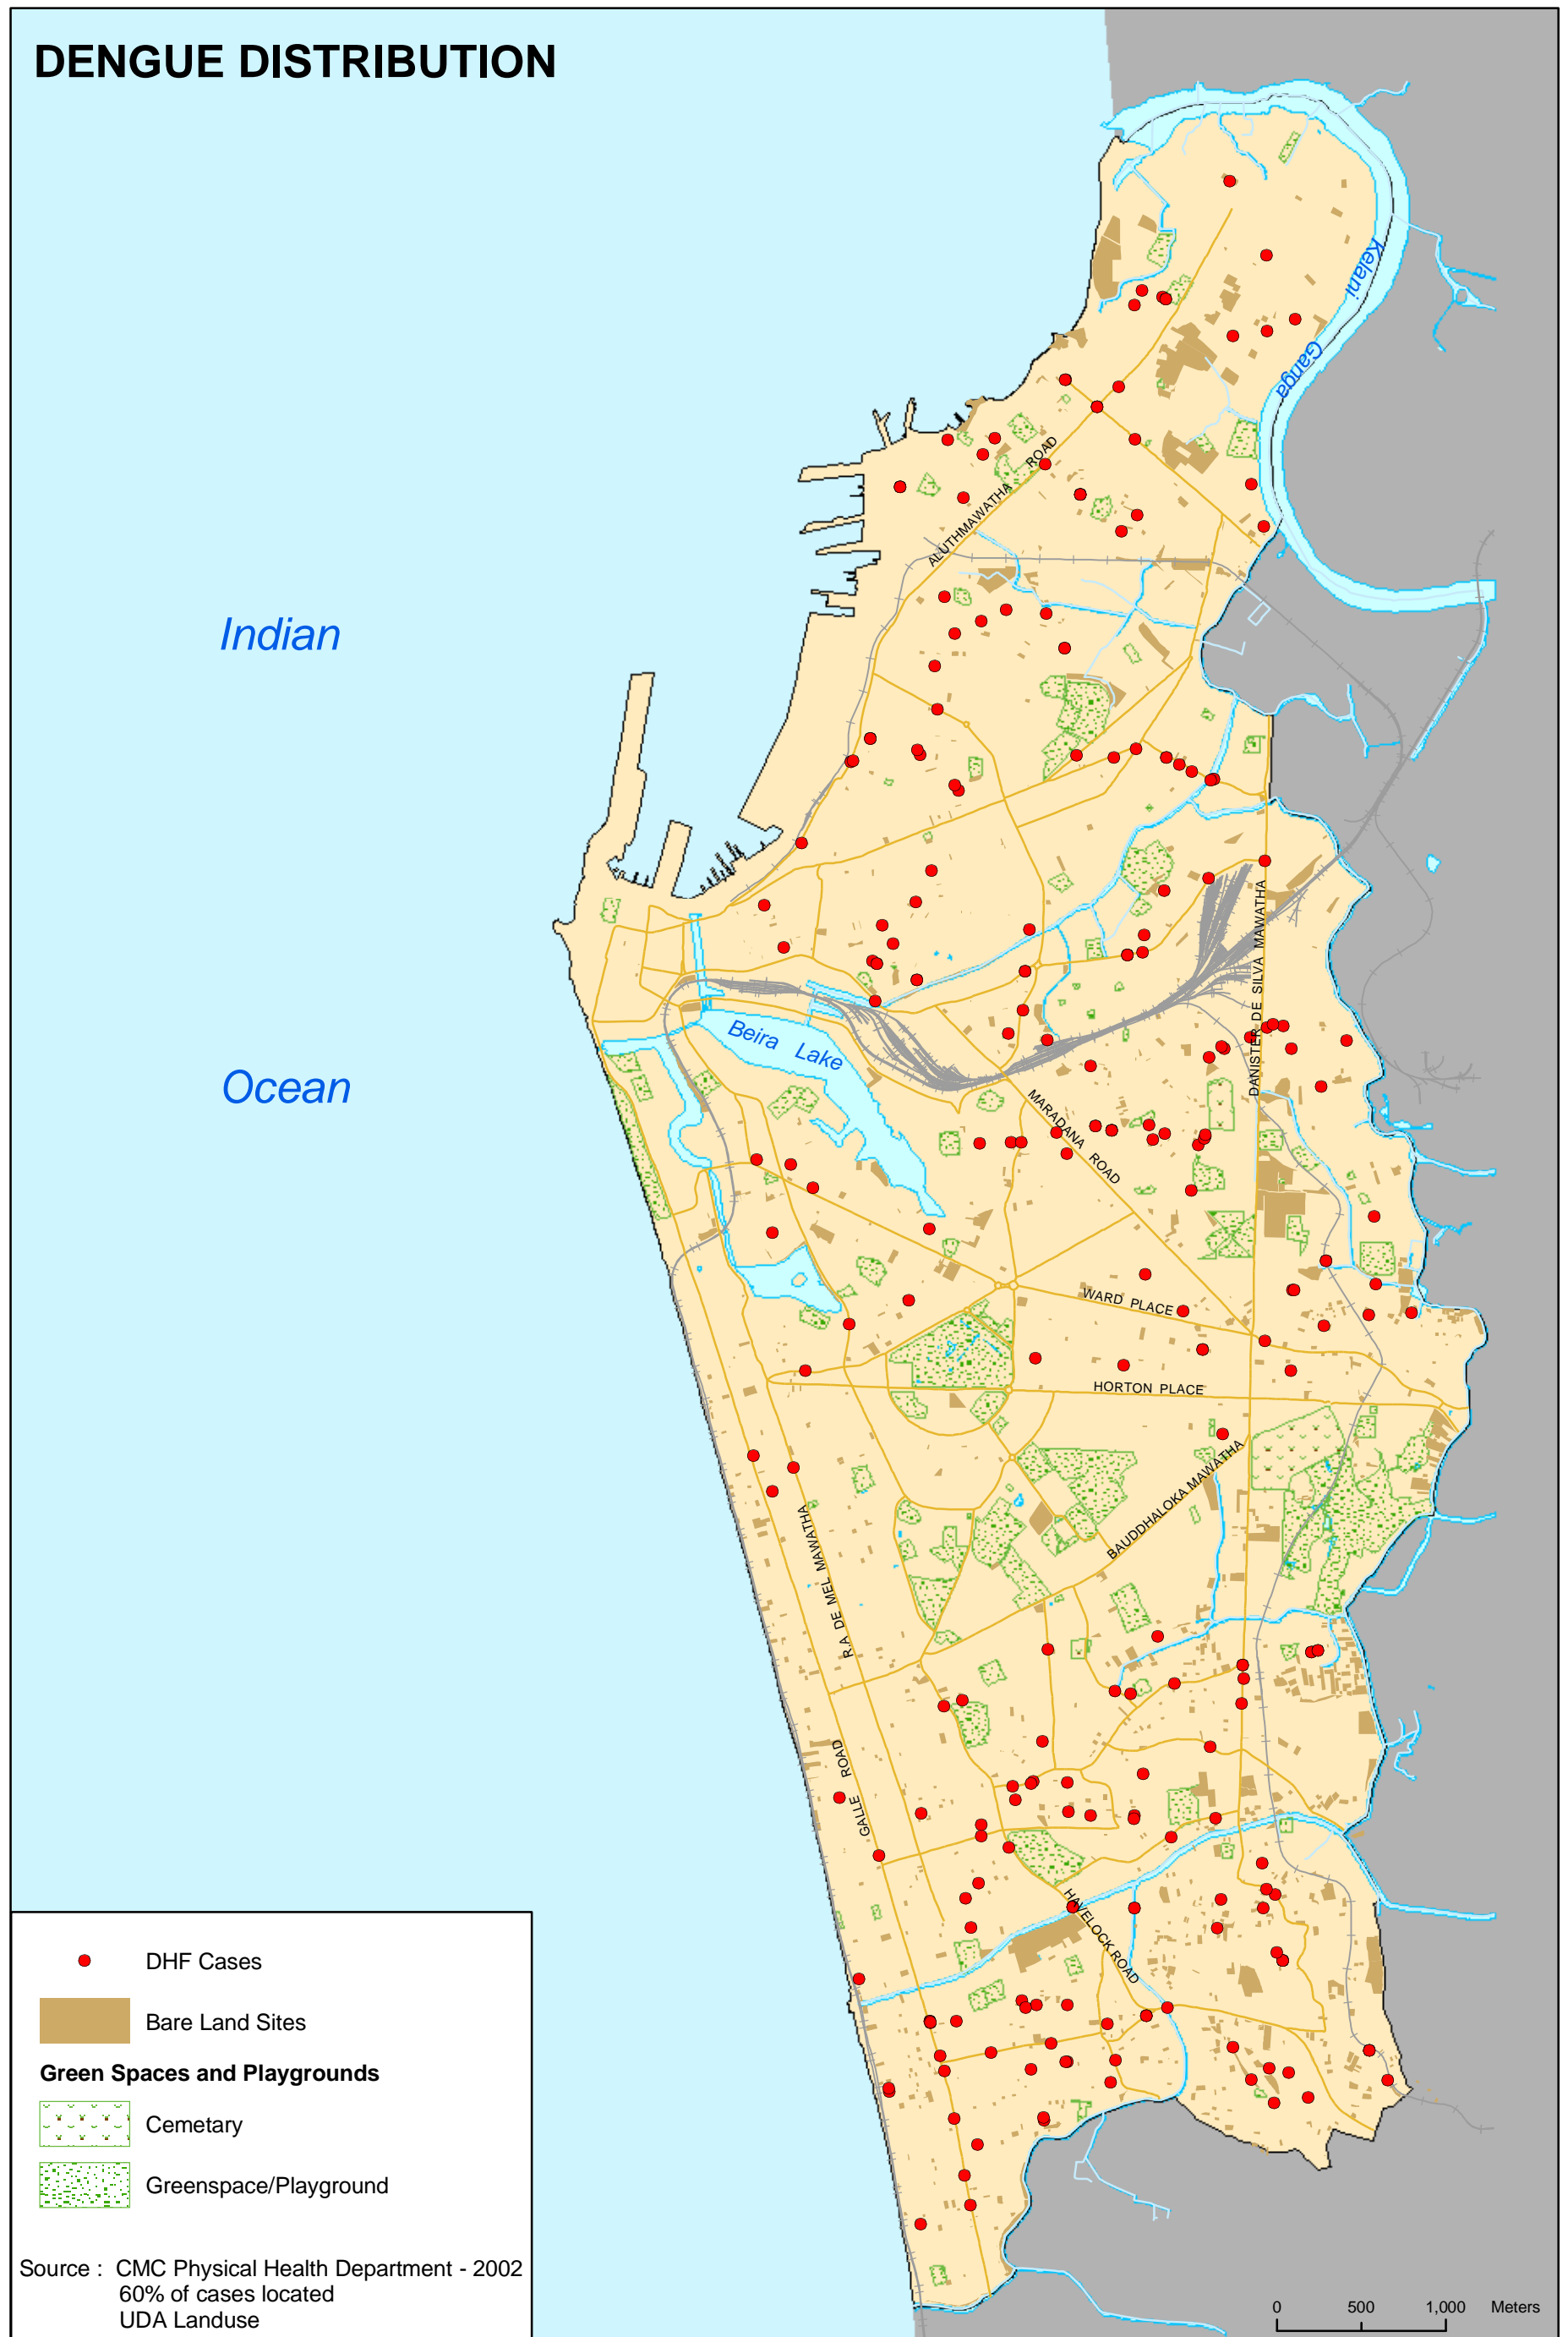 DENGUE DISTRIBUTION
Kelani
Ganga
ALUTHMAWATHA ROAD
Indian
DANISTER DE SILVA MAWATHA
Beira Lake
Ocean
MARADANA ROAD
WARD PLACE
HORTON PLACE
BAUDDHALOKA MAWATHA
R.A DE MEL MAWATHA
GALLE ROAD
HAVELOCK ROAD
DHF Cases
Bare Land Sites
Green Spaces and Playgrounds
Cemetary
Greenspace/Playground
Source : CMC Physical Health Department - 2002
60% of cases located
UDA Landuse
0 500 1,000 Meters